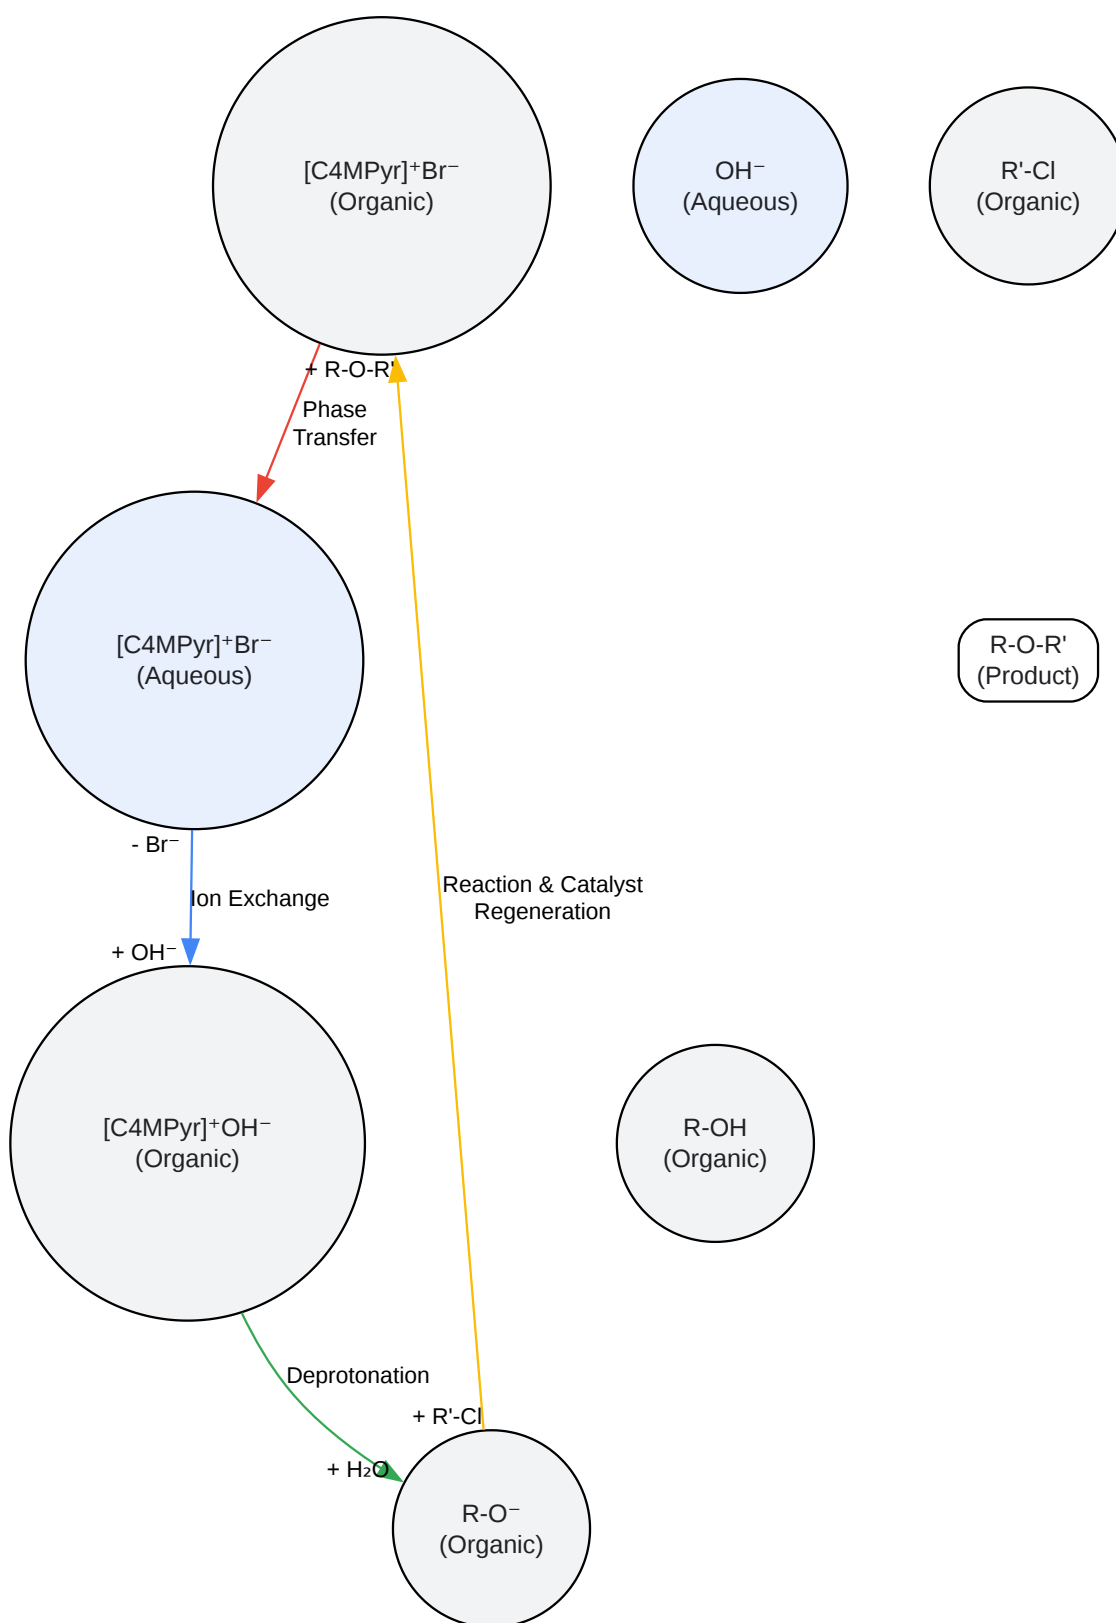 [C4MPyr]⁺Br⁻
(Organic)
OH⁻
(Aqueous)
R'-Cl
(Organic)
+ R-O-R'
Phase
Transfer
[C4MPyr]⁺Br⁻
(Aqueous)
R-O-R'
(Product)
- Br⁻
Ion Exchange
Reaction & Catalyst
Regeneration
+ OH⁻
[C4MPyr]⁺OH⁻
(Organic)
R-OH
(Organic)
Deprotonation
+ R'-Cl
+ H₂O
R-O⁻
(Organic)